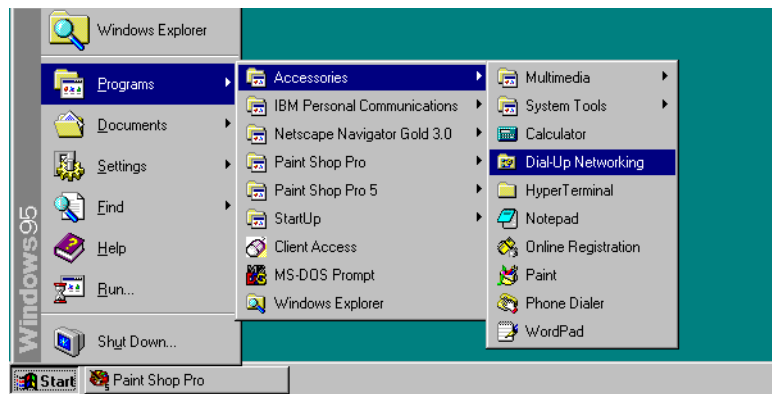 Windows Explorer
Programs
Documents
Settings
Find
Help
Run...
Shut Down...
Windows95
Accessories
IBM Personal Communications
Netscape Navigator Gold 3.0
Paint Shop Pro
Paint Shop Pro 5
StartUp
Client Access
MS-DOS Prompt
Windows Explorer
Multimedia
System Tools
Calculator
Dial-Up Networking
HyperTerminal
Notepad
Online Registration
Paint
Phone Dialer
WordPad
Start
Paint Shop Pro